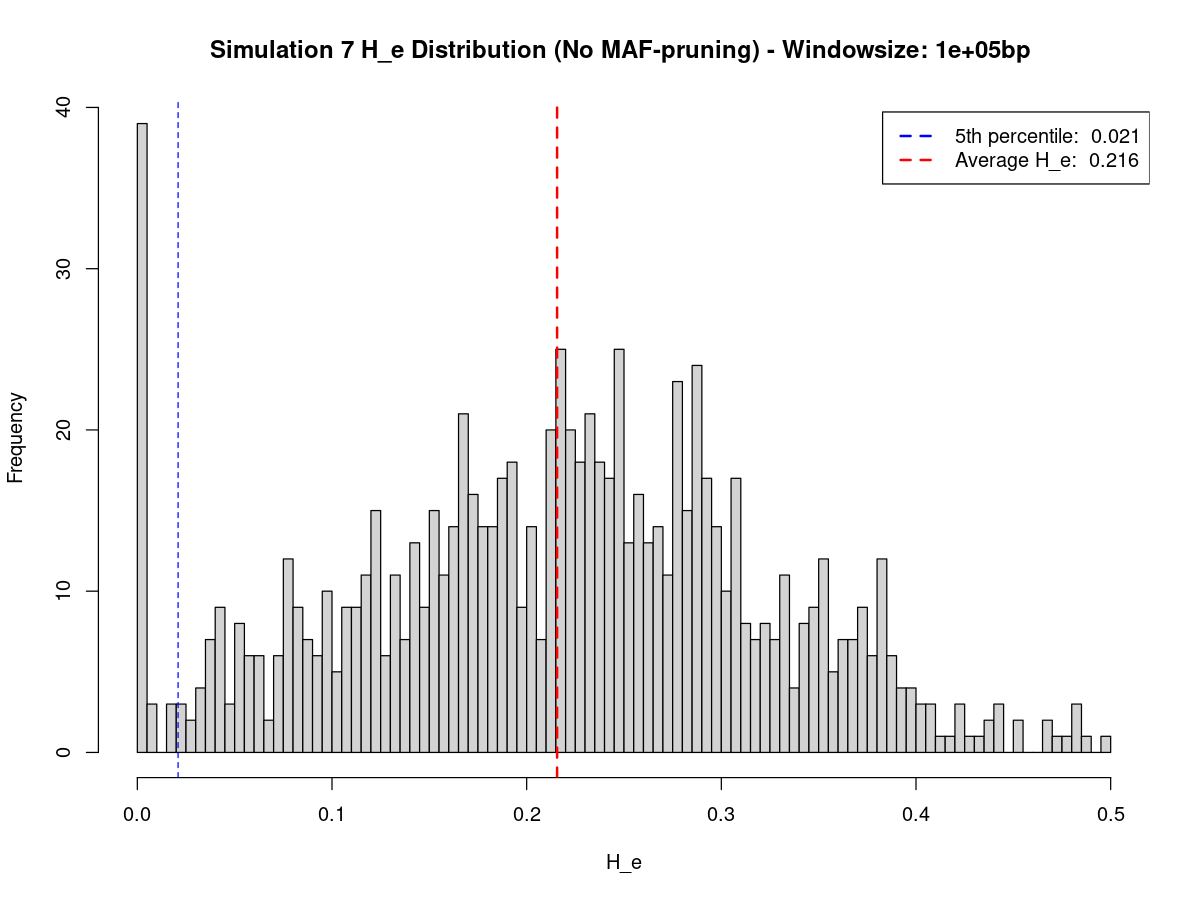 Simulation 7 H_e Distribution (No MAF-pruning) - Windowsize: 1e+05bp
5th percentile:  0.021
Average H_e:  0.216
Frequency
40
30
20
10
0
0.0 0.1 0.2 0.3 0.4 0.5
H_e